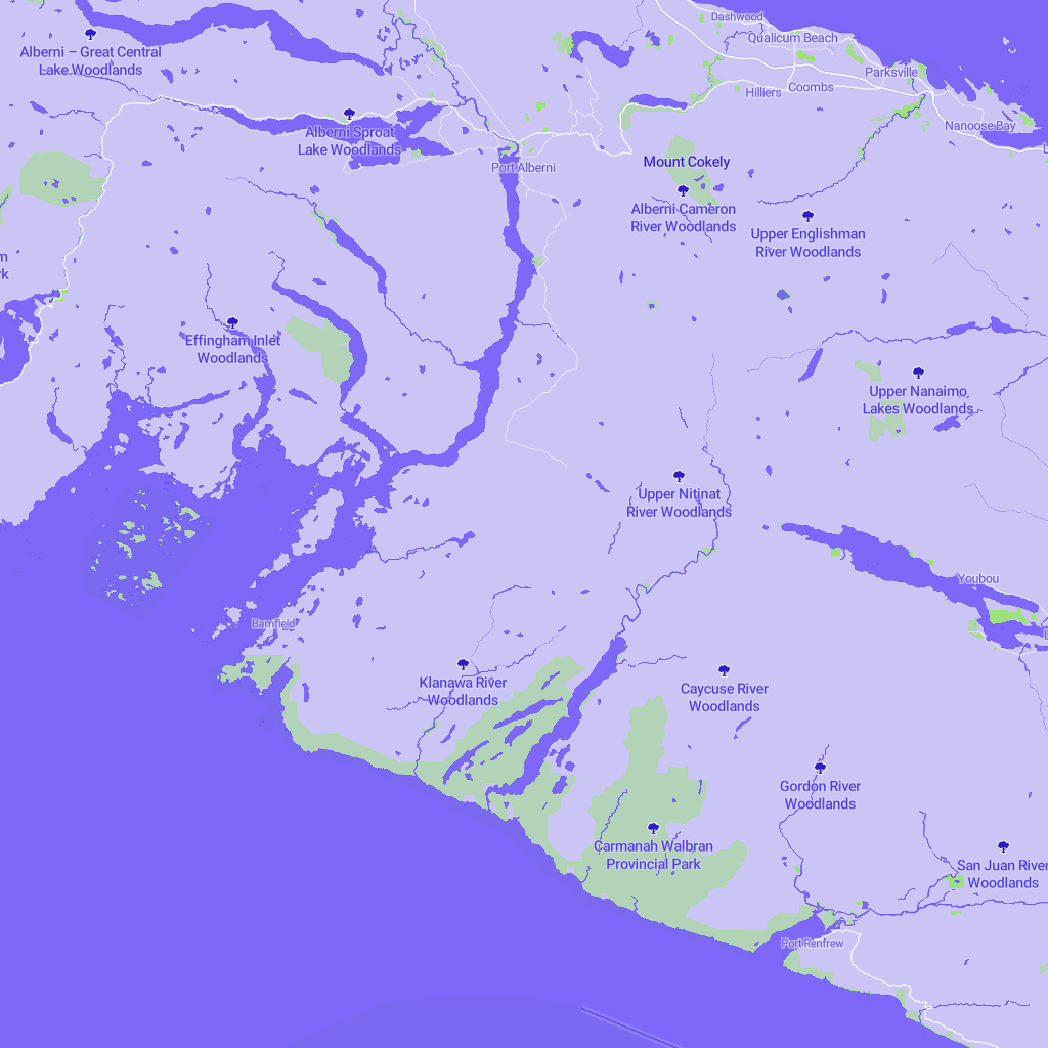 Dashwood
Qualicum Beach
Alberni – Great Central
Lake Woodlands
Parksville
Hilliers
Coombs
Alberni Sproat
Lake Woodlands
Nanoose Bay
Port Alberni
Mount Cokely
Alberni Cameron
River Woodlands
Upper Englishman
River Woodlands
Effingham Inlet
Woodlands
Upper Nanaimo
Lakes Woodlands
Upper Nitinat
River Woodlands
Youbou
Bamfield
Klanawa River
Woodlands
Caycuse River
Woodlands
Gordon River
Woodlands
Carmanah Walbran
Provincial Park
San Juan River
Woodlands
Port Renfrew